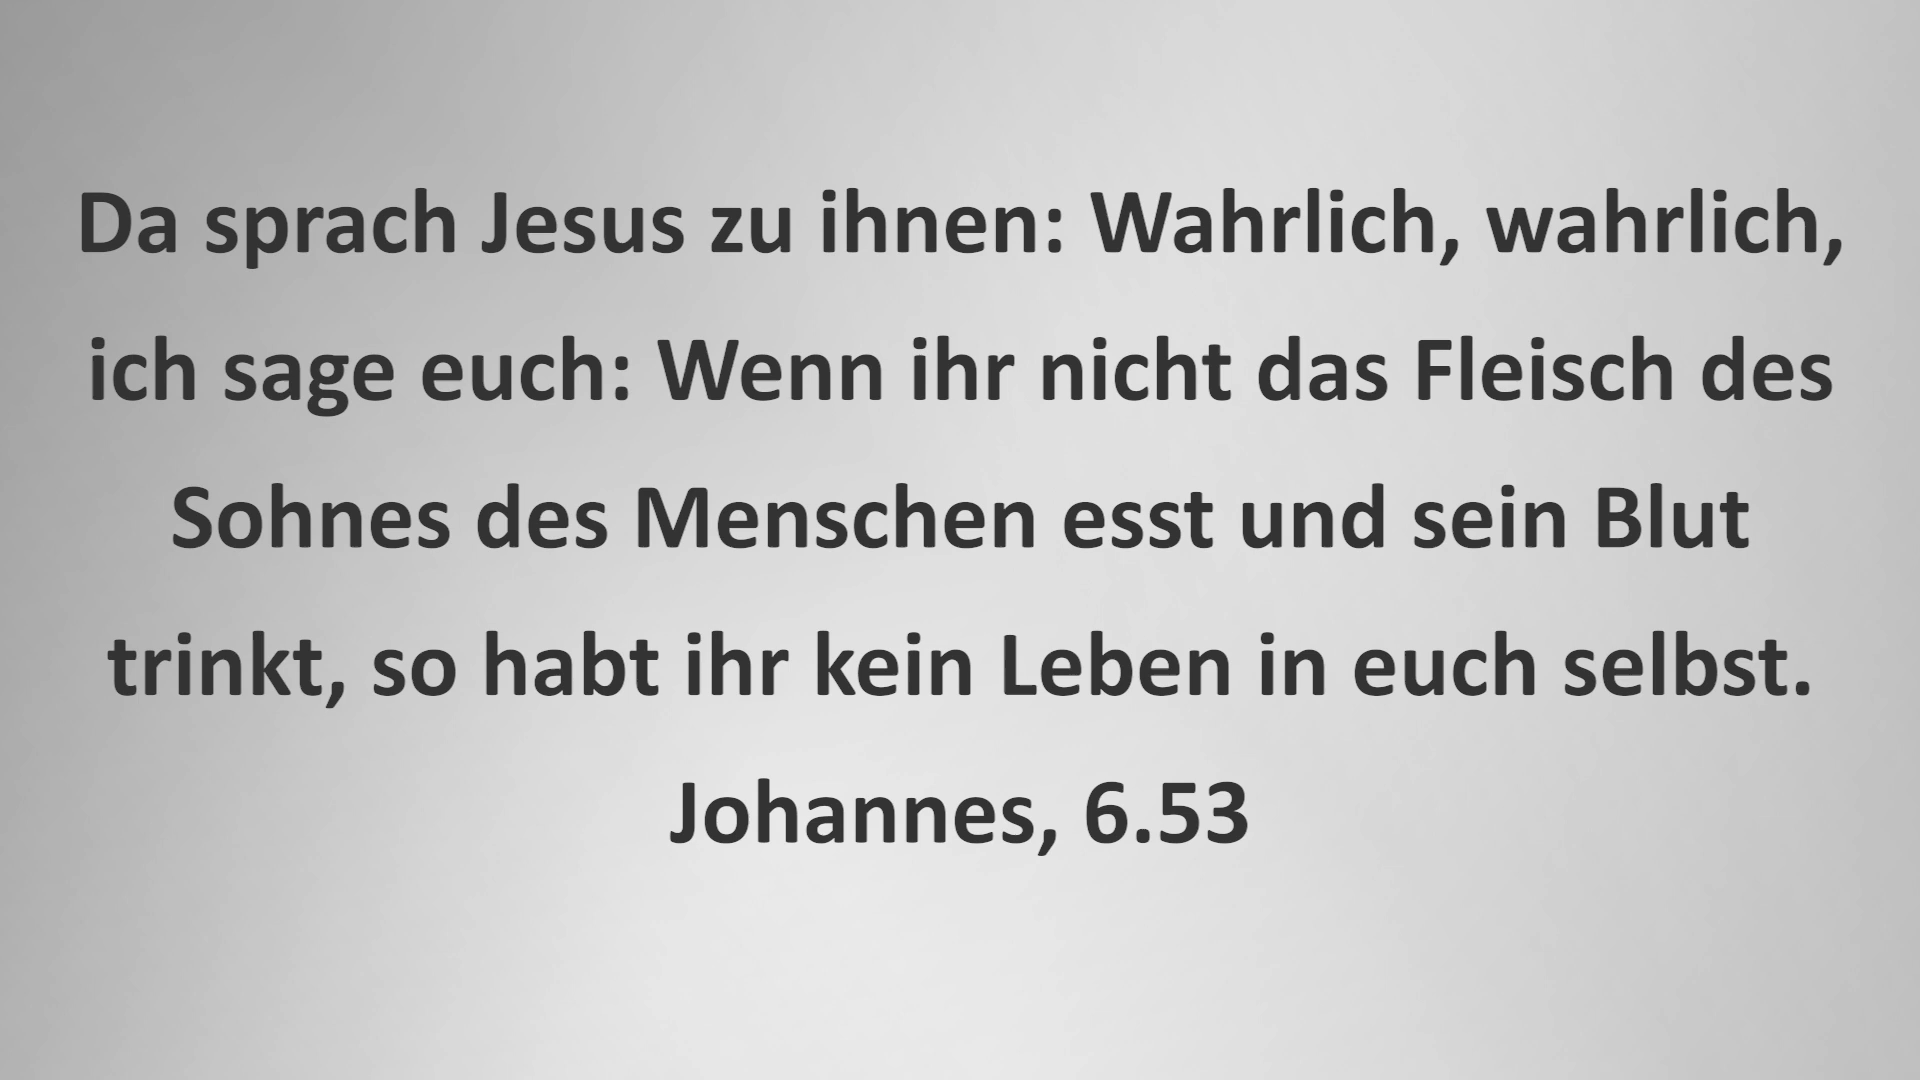 Da sprach Jesus zu ihnen: Wahrlich, wahrlich,
ich sage euch: Wenn ihr nicht das Fleisch des
Sohnes des Menschen esst und sein Blut
trinkt, so habt ihr kein Leben in euch selbst.
Johannes, 6.53